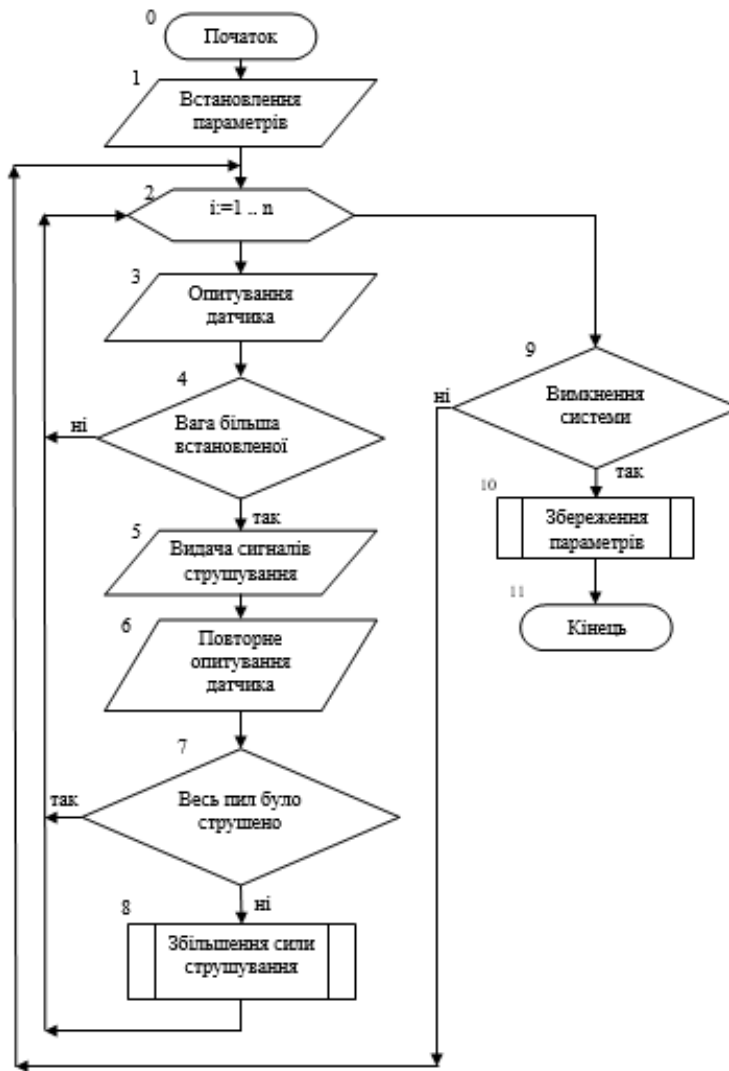 0
Початок
1
Встановлення
параметрів
2
i:=1 .. n
3
Опитування
датчика
4
ні
Вага більша
встановленої
так
5
Видача сигналів
струшування
6
Повторне
опитування
датчика
7
так
Весь пил було
струшено
ні
8
Збільшення сили
струшування
9
ні
Вимкнення
системи
так
10
Збереження
параметрів
11
Кінець